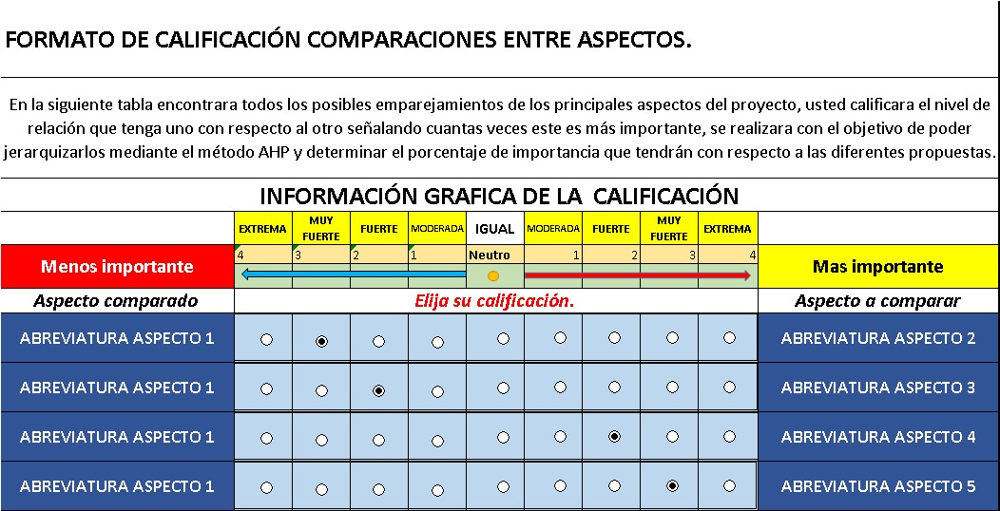 FORMATO DE CALIFICACIÓN COMPARACIONES ENTRE ASPECTOS.
En la siguiente tabla encontrara todos los posibles emparejamientos de los principales aspectos del proyecto, usted calificara el nivel de
relación que tenga uno con respecto al otro señalando cuantas veces este es más importante, se realizara con el objetivo de poder
jerarquizarlos mediante el método AHP y determinar el porcentaje de importancia que tendrán con respecto a las diferentes propuestas.
INFORMACIÓN GRAFICA DE LA CALIFICACIÓN
EXTREMA MUY FUERTE FUERTE MODERADA IGUAL MODERADA FUERTE MUY FUERTE EXTREMA
Menos importante 4 3 2 1 Neutro 1 2 3 4 Mas importante
Aspecto comparado Elija su calificación. Aspecto a comparar
ABREVIATURA ASPECTO 1 ABREVIATURA ASPECTO 2
ABREVIATURA ASPECTO 1 ABREVIATURA ASPECTO 3
ABREVIATURA ASPECTO 1 ABREVIATURA ASPECTO 4
ABREVIATURA ASPECTO 1 ABREVIATURA ASPECTO 5